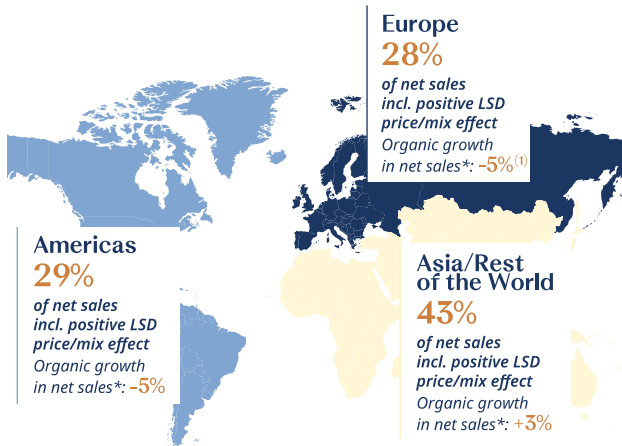 Europe
28%
of net sales
incl. positive LSD
price/mix effect
Organic growth
in net sales*: -5%(1)
Americas
29%
of net sales
incl. positive LSD
price/mix effect
Organic growth
in net sales*: -5%
Asia/Rest
of the World
43%
of net sales
incl. positive LSD
price/mix effect
Organic growth
in net sales*: +3%